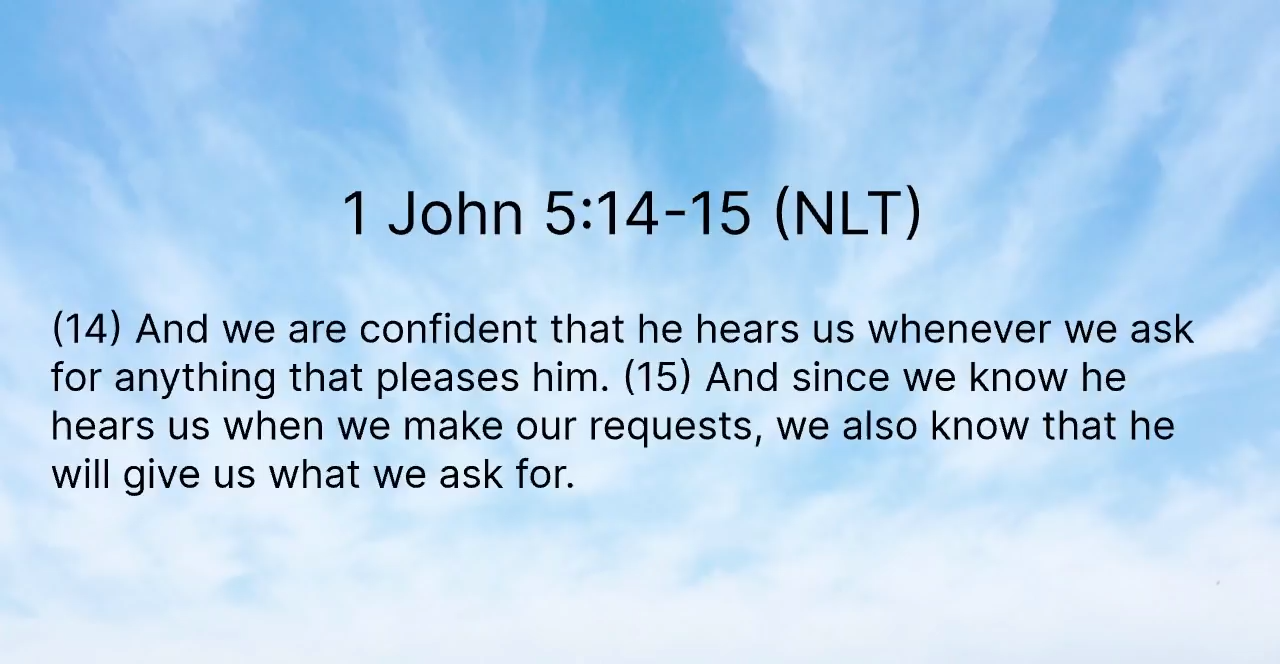 1 John 5:14-15 (NLT)
(14) And we are confident that he hears us whenever we ask
for anything that pleases him. (15) And since we know he
hears us when we make our requests, we also know that he
will give us what we ask for.